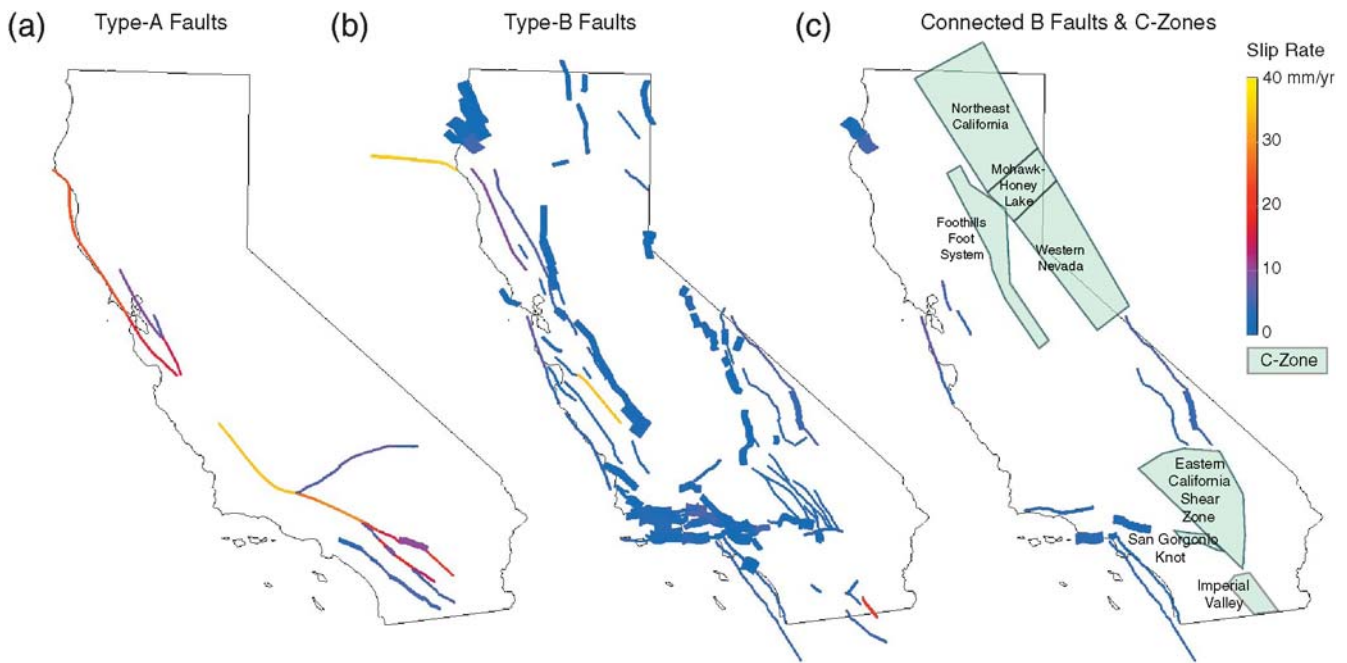 (a)
Type-A Faults
(b)
Type-B Faults
(c)
Connected B Faults & C-Zones
Slip Rate
40 mm/yr
30
20
10
0
C-Zone
Northeast
California
Mohawk-
Honey
Lake
Foothills
Foot
System
Western
Nevada
Eastern
California
Shear
Zone
San Gorgonio
Knot
Imperial
Valley